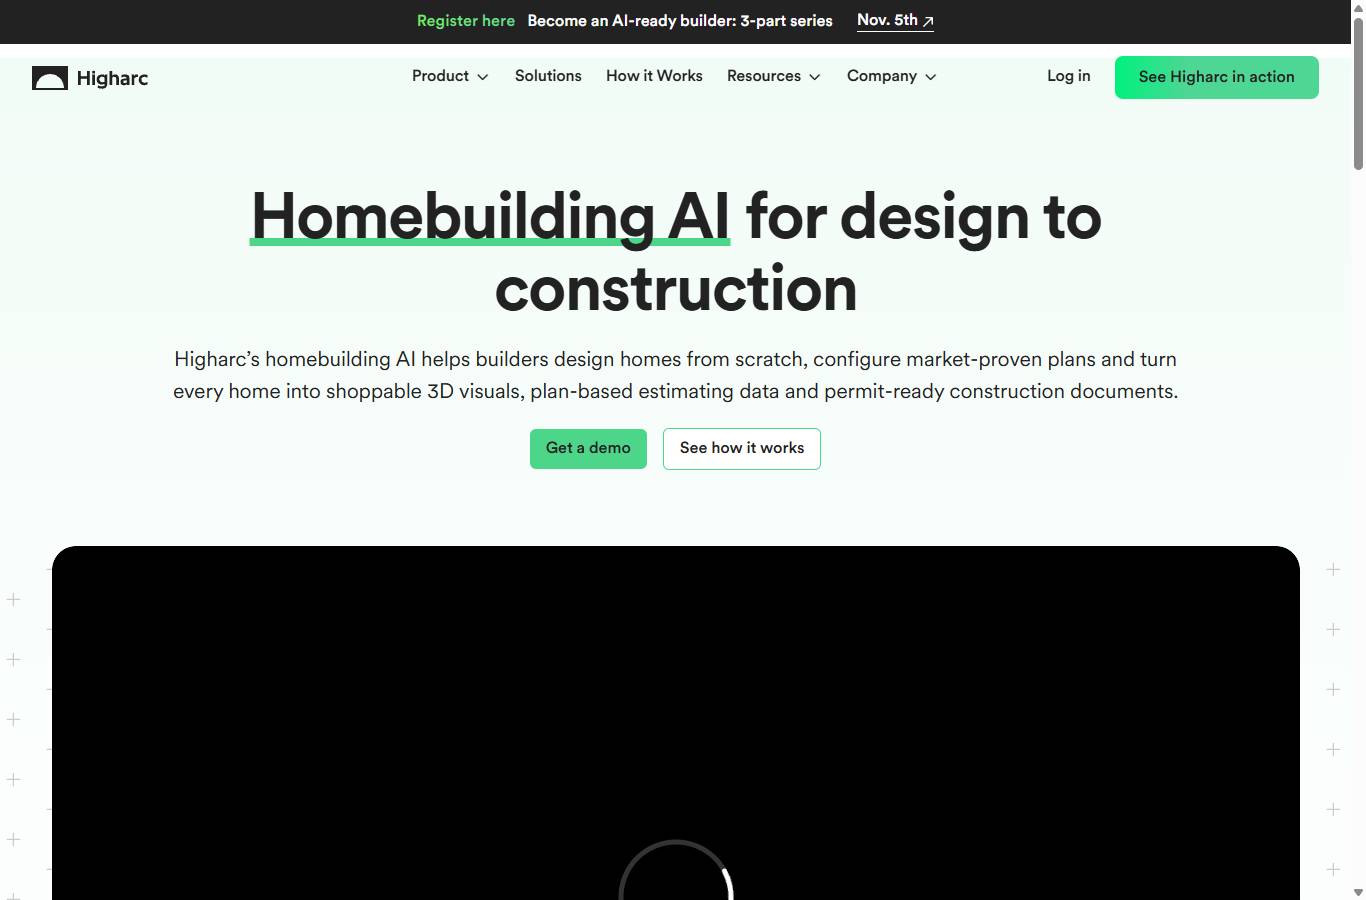 Register here Become an AI-ready builder: 3-part series Nov. 5th
Higharc Product Solutions How it Works Resources Company Log in See Higharc in action
Homebuilding AI for design to
construction
Higharc’s homebuilding AI helps builders design homes from scratch, configure market-proven plans and turn
every home into shoppable 3D visuals, plan-based estimating data and permit-ready construction documents.
Get a demo See how it works